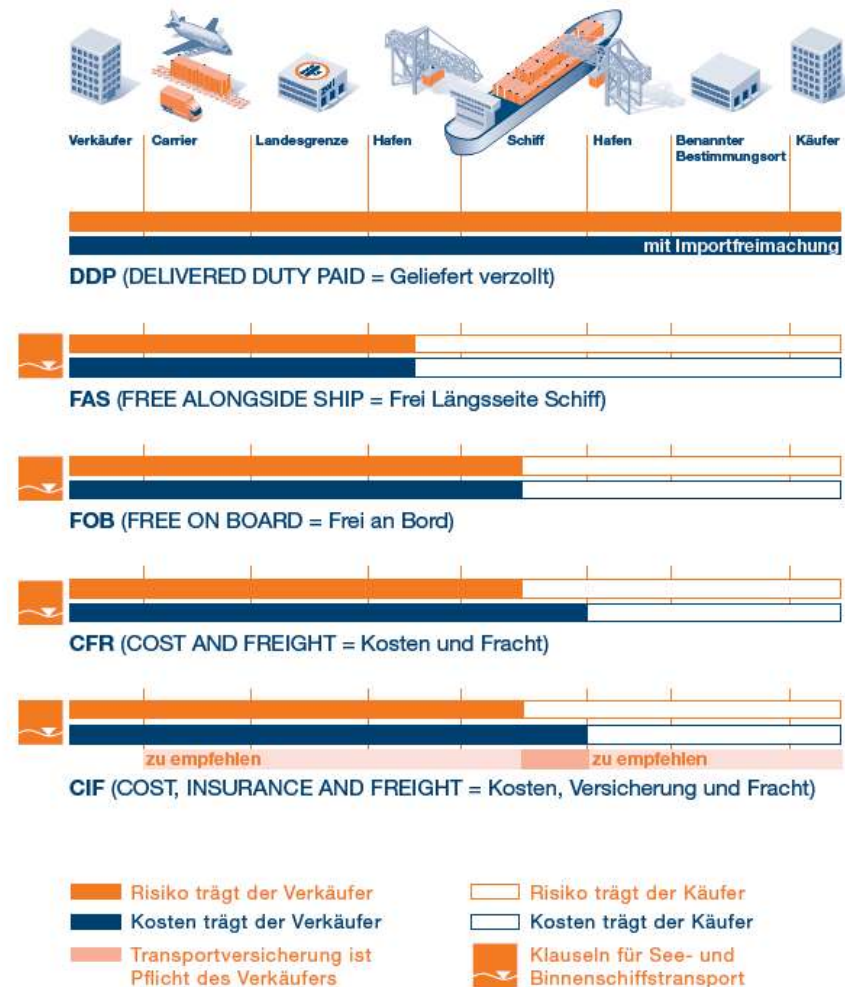 Verkäufer Carrier Landesgrenze Hafen Schiff Hafen Benannter Bestimmungsort Käufer
mit Importfreimachung
DDP (DELIVERED DUTY PAID = Geliefert verzollt)
FAS (FREE ALONGSIDE SHIP = Frei Längsseite Schiff)
FOB (FREE ON BOARD = Frei an Bord)
CFR (COST AND FREIGHT = Kosten und Fracht)
zu empfehlen zu empfehlen
CIF (COST, INSURANCE AND FREIGHT = Kosten, Versicherung und Fracht)
Risiko trägt der Verkäufer
Kosten trägt der Verkäufer
Transportversicherung ist
Pflicht des Verkäufers
Risiko trägt der Käufer
Kosten trägt der Käufer
Klauseln für See- und
Binnenschiffstransport